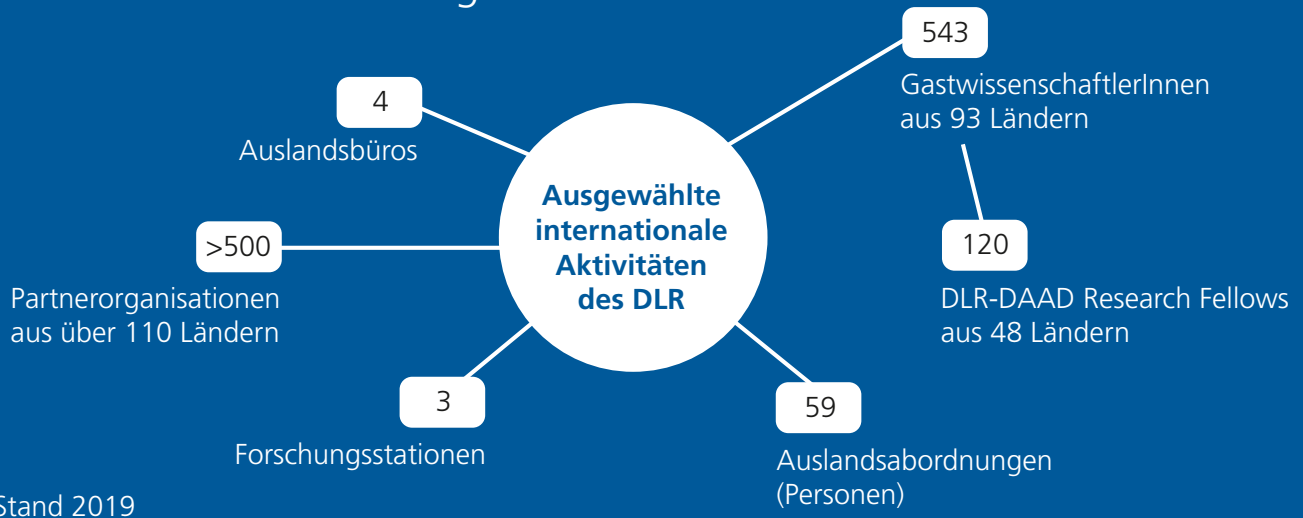 543
GastwissenschaftlerInnen
aus 93 Ländern
4
Auslandsbüros
Ausgewählte
internationale
Aktivitäten
des DLR
>500
Partnerorganisationen
aus über 110 Ländern
120
DLR-DAAD Research Fellows
aus 48 Ländern
3
Forschungsstationen
59
Auslandsabordnungen
(Personen)
Stand 2019